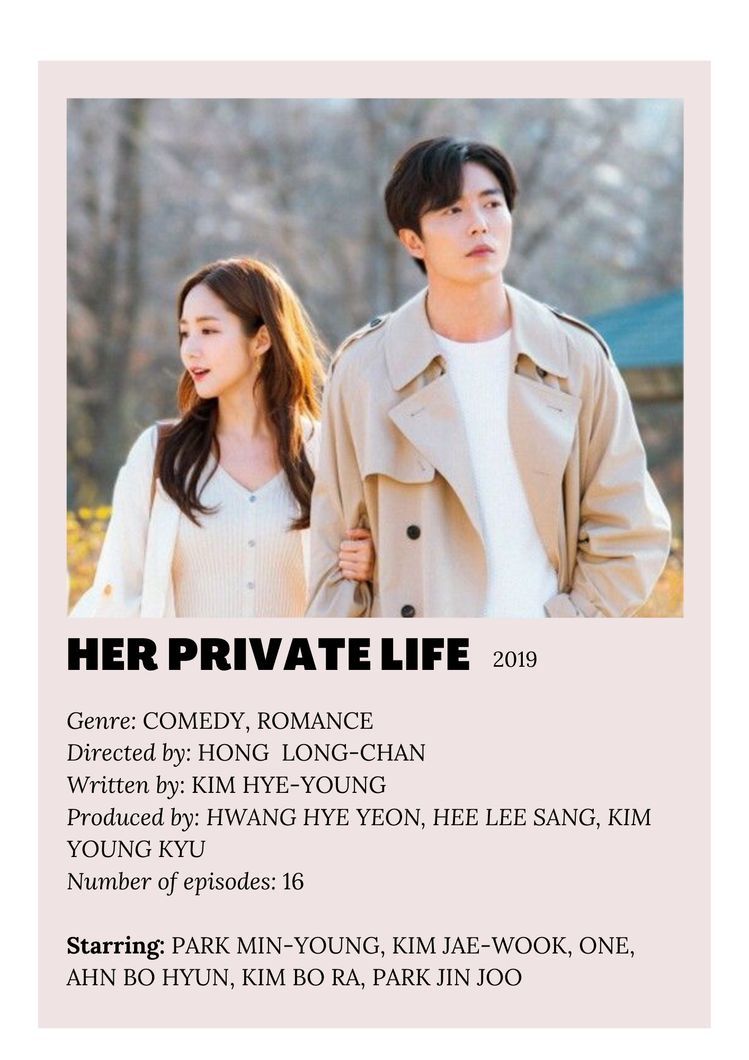 HER PRIVATE LIFE 2019
Genre: COMEDY, ROMANCE
Directed by: HONG LONG-CHAN
Written by: KIM HYE-YOUNG
Produced by: HWANG HYE YEON, HEE LEE SANG, KIM
YOUNG KYU
Number of episodes: 16
Starring: PARK MIN-YOUNG, KIM JAE-WOOK, ONE,
AHN BO HYUN, KIM BO RA, PARK JIN JOO